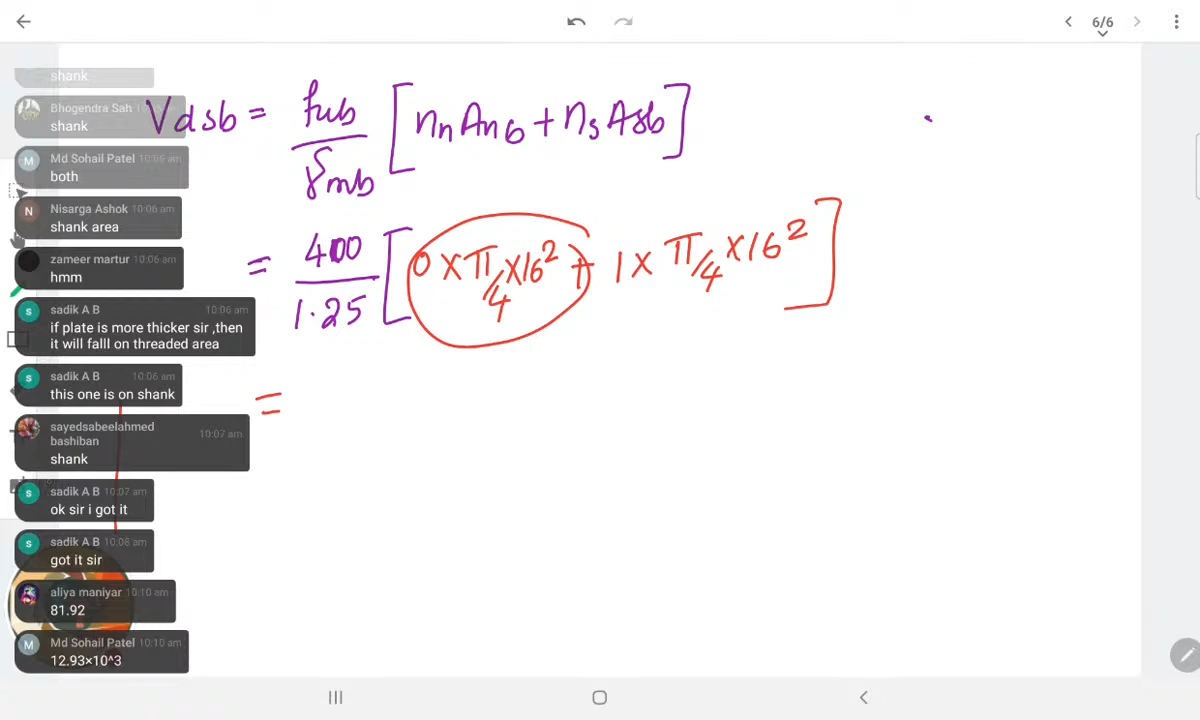 6/6
shank
Bhogendra Sah
shank
Md Sohail Patel 10:06 am
both
Nisarga Ashok 10:06 am
shank area
zameer martur 10:06 am
hmm
sadik A B 10:06 am
if plate is more thicker sir ,then
it will falll on threaded area
sadik A B 10:06 am
this one is on shank
sayedsabeelahmed
bashiban 10:07 am
shank
sadik A B 10:07 am
ok sir i got it
sadik A B 10:08 am
got it sir
aliya maniyar 10:10 am
81.92
Md Sohail Patel 10:10 am
12.93×10^3
Vdsb = fub/γmb [nn Anb + ns Asb]
= 400/1.25 [0 × π/4 × 16² + 1 × π/4 × 16²]
=